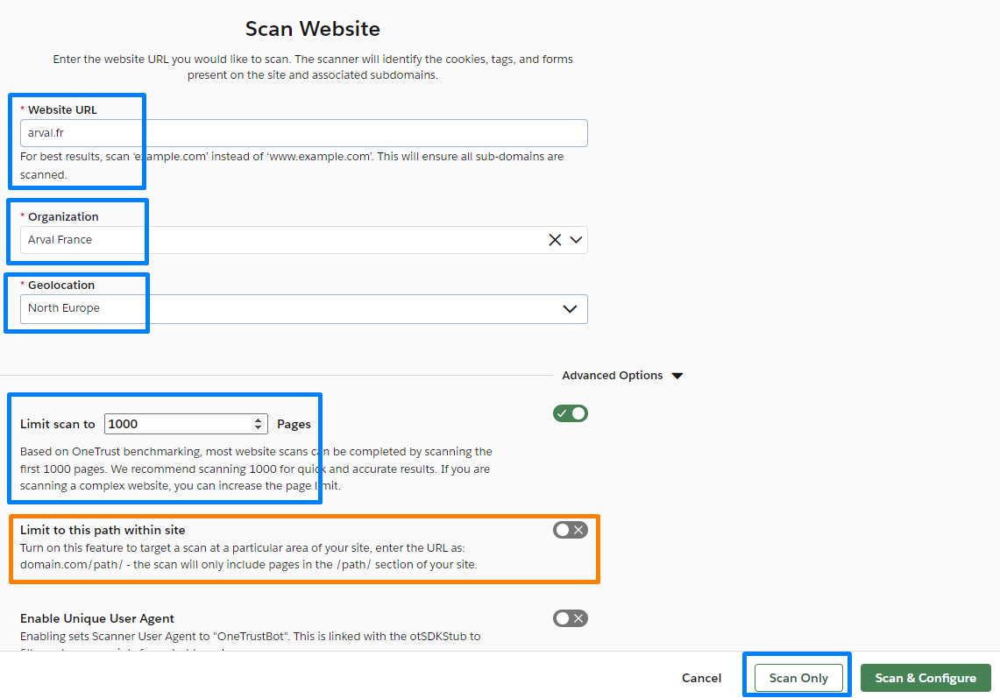 Scan Website
Enter the website URL you would like to scan. The scanner will identify the cookies, tags, and forms
present on the site and associated subdomains.
* Website URL
arval.fr
For best results, scan ‘example.com’ instead of ‘www.example.com’. This will ensure all sub-domains are
scanned.
* Organization
Arval France
* Geolocation
North Europe
Advanced Options
Limit scan to 1000 Pages
Based on OneTrust benchmarking, most website scans can be completed by scanning the
first 1000 pages. We recommend scanning 1000 for quick and accurate results. If you are
scanning a complex website, you can increase the page limit.
Limit to this path within site
Turn on this feature to target a scan at a particular area of your site, enter the URL as:
domain.com/path/ - the scan will only include pages in the /path/ section of your site.
Enable Unique User Agent
Enabling sets Scanner User Agent to "OneTrustBot". This is linked with the otSDKStub to
Cancel
Scan Only
Scan & Configure